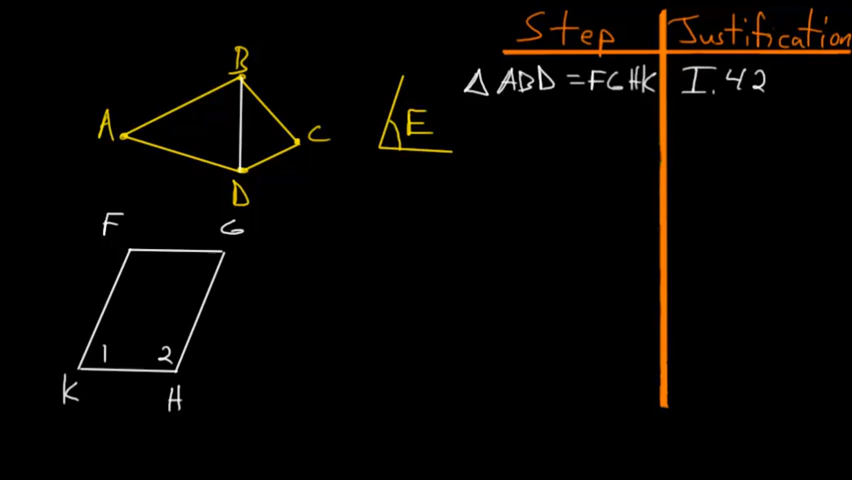 Step Justification
△ ABD = FGHK I.42
B
A
E
C
D
F G
1 2
K
H